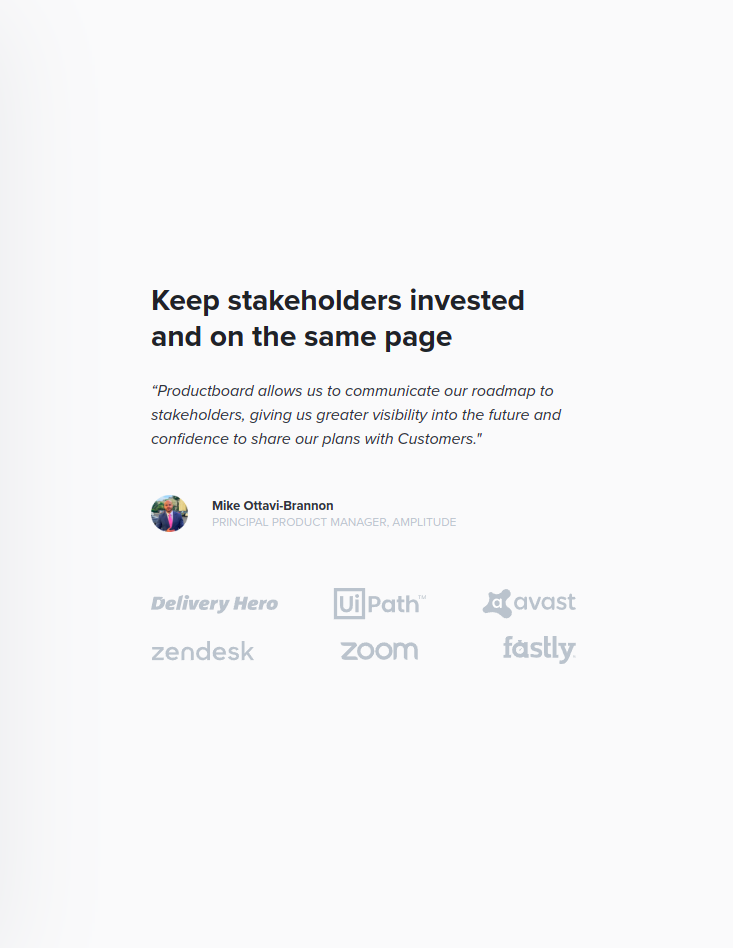 Keep stakeholders invested
and on the same page
“Productboard allows us to communicate our roadmap to
stakeholders, giving us greater visibility into the future and
confidence to share our plans with Customers."
Mike Ottavi-Brannon
PRINCIPAL PRODUCT MANAGER, AMPLITUDE
Delivery Hero
UiPath™
a avast
zendesk
zoom
fastly